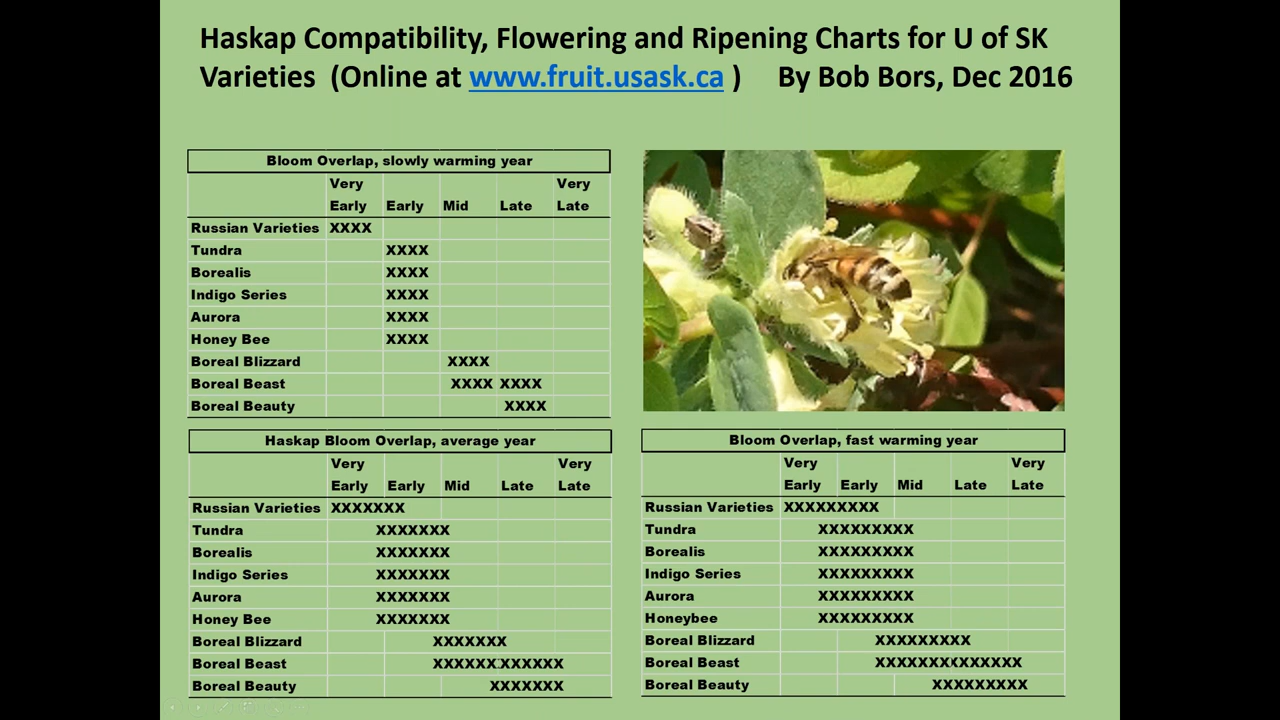 Haskap Compatibility, Flowering and Ripening Charts for U of SK
Varieties (Online at www.fruit.usask.ca ) By Bob Bors, Dec 2016
Bloom Overlap, slowly warming year
Very Very
Early Early Mid Late Late
Russian Varieties XXXX
Tundra XXXX
Borealis XXXX
Indigo Series XXXX
Aurora XXXX
Honey Bee XXXX
Boreal Blizzard XXXX
Boreal Beast XXXX XXXX
Boreal Beauty XXXX
Haskap Bloom Overlap, average year
Very Very
Early Early Mid Late Late
Russian Varieties XXXXXXX
Tundra XXXXXXX
Borealis XXXXXXX
Indigo Series XXXXXXX
Aurora XXXXXXX
Honey Bee XXXXXXX
Boreal Blizzard XXXXXXX
Boreal Beast XXXXXXXXXXXX
Boreal Beauty XXXXXXX
Bloom Overlap, fast warming year
Very Very
Early Early Mid Late Late
Russian Varieties XXXXXXXXX
Tundra XXXXXXXXX
Borealis XXXXXXXXX
Indigo Series XXXXXXXXX
Aurora XXXXXXXXX
Honeybee XXXXXXXXX
Boreal Blizzard XXXXXXXXX
Boreal Beast XXXXXXXXXXXXXX
Boreal Beauty XXXXXXXXX